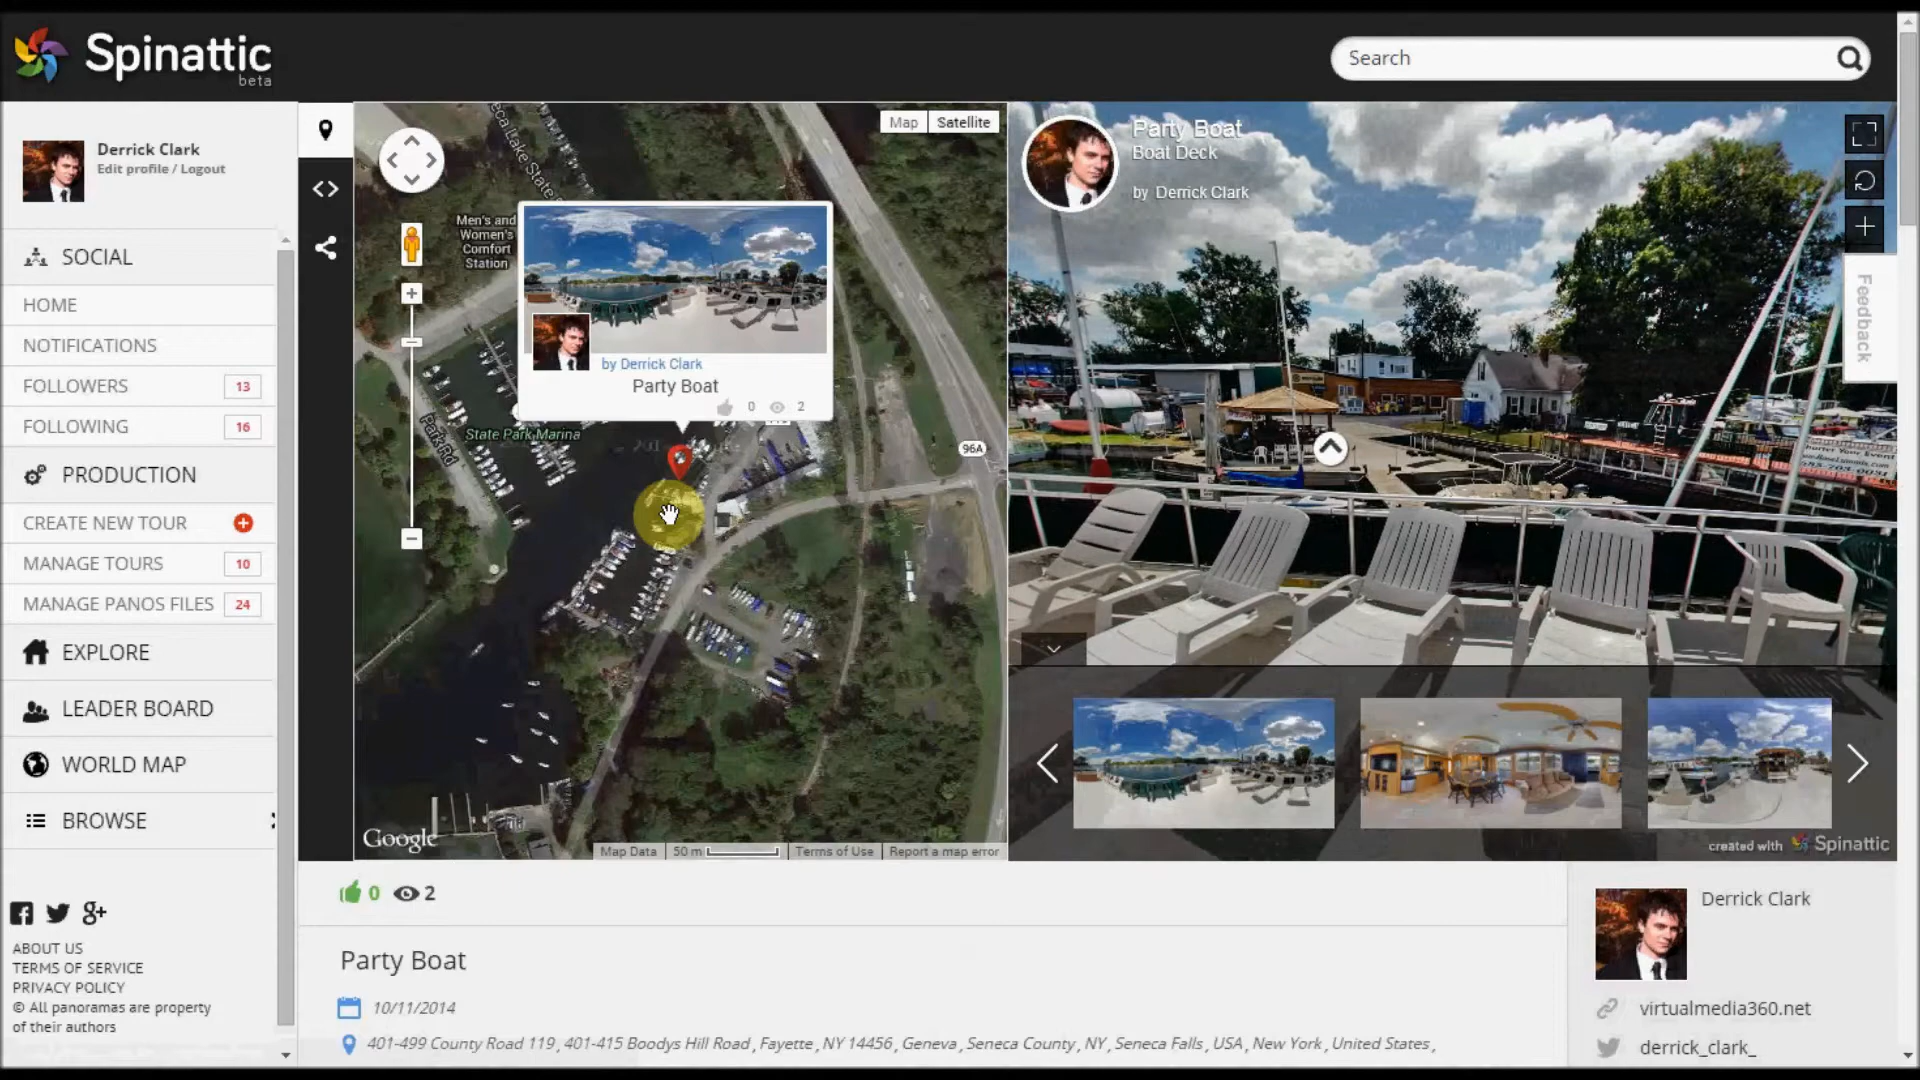 Spinattic
beta
Search
Derrick Clark
Edit profile / Logout
SOCIAL
HOME
NOTIFICATIONS
FOLLOWERS 13
FOLLOWING 16
PRODUCTION
CREATE NEW TOUR
MANAGE TOURS 10
MANAGE PANOS FILES 24
EXPLORE
LEADER BOARD
WORLD MAP
BROWSE
ABOUT US
TERMS OF SERVICE
PRIVACY POLICY
© All panoramas are property
of their authors
Map Satellite
Lake State
Men's and
Women's
Comfort
Station
by Derrick Clark
Party Boat
0 2
State Park Marina
Park Rd
96A
Google
Map Data 50 m Terms of Use Report a map error
Party Boat
Boat Deck
by Derrick Clark
Feedback
created with Spinattic
0 2
Party Boat
10/11/2014
401-499 County Road 119, 401-415 Boodys Hill Road, Fayette, NY 14456, Geneva, Seneca County, NY, Seneca Falls, USA, New York, United States,
Derrick Clark
virtualmedia360.net
derrick_clark_